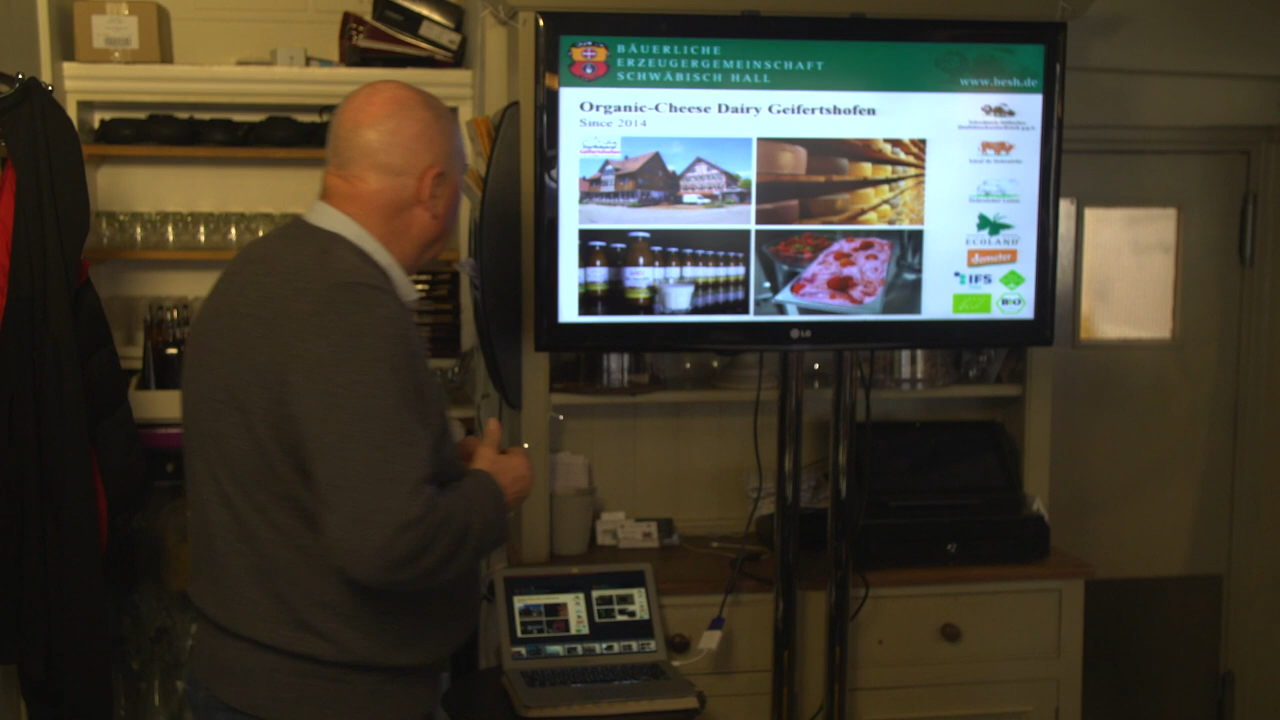 BÄUERLICHE
ERZEUGERGEMEINSCHAFT
SCHWÄBISCH HALL
www.besh.de
Organic-Cheese Dairy Geifertshofen
Since 2014
ECOLAND
demeter
IFS
BIO
LG